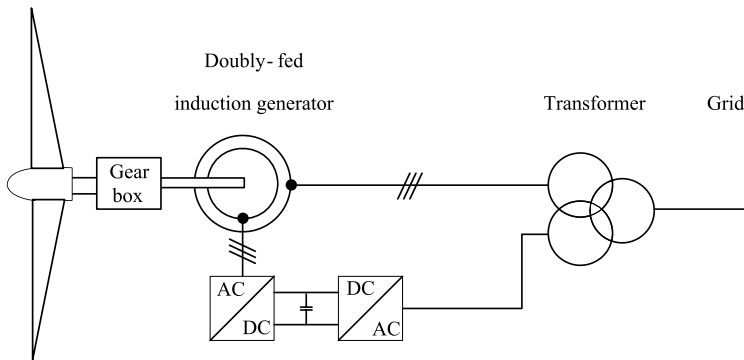 Doubly- fed
induction generator
Transformer
Grid
Gear
box
AC
DC
DC
AC